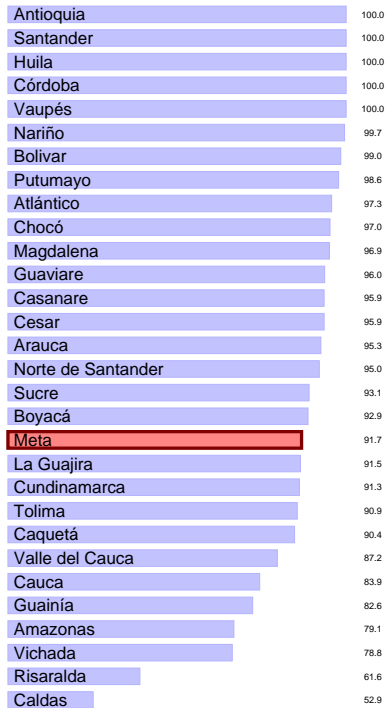 Antioquia 100.0
Santander 100.0
Huila 100.0
Córdoba 100.0
Vaupés 100.0
Nariño 99.7
Bolivar 99.0
Putumayo 98.6
Atlántico 97.3
Chocó 97.0
Magdalena 96.9
Guaviare 96.0
Casanare 95.9
Cesar 95.9
Arauca 95.3
Norte de Santander 95.0
Sucre 93.1
Boyacá 92.9
Meta 91.7
La Guajira 91.5
Cundinamarca 91.3
Tolima 90.9
Caquetá 90.4
Valle del Cauca 87.2
Cauca 83.9
Guainía 82.6
Amazonas 79.1
Vichada 78.8
Risaralda 61.6
Caldas 52.9